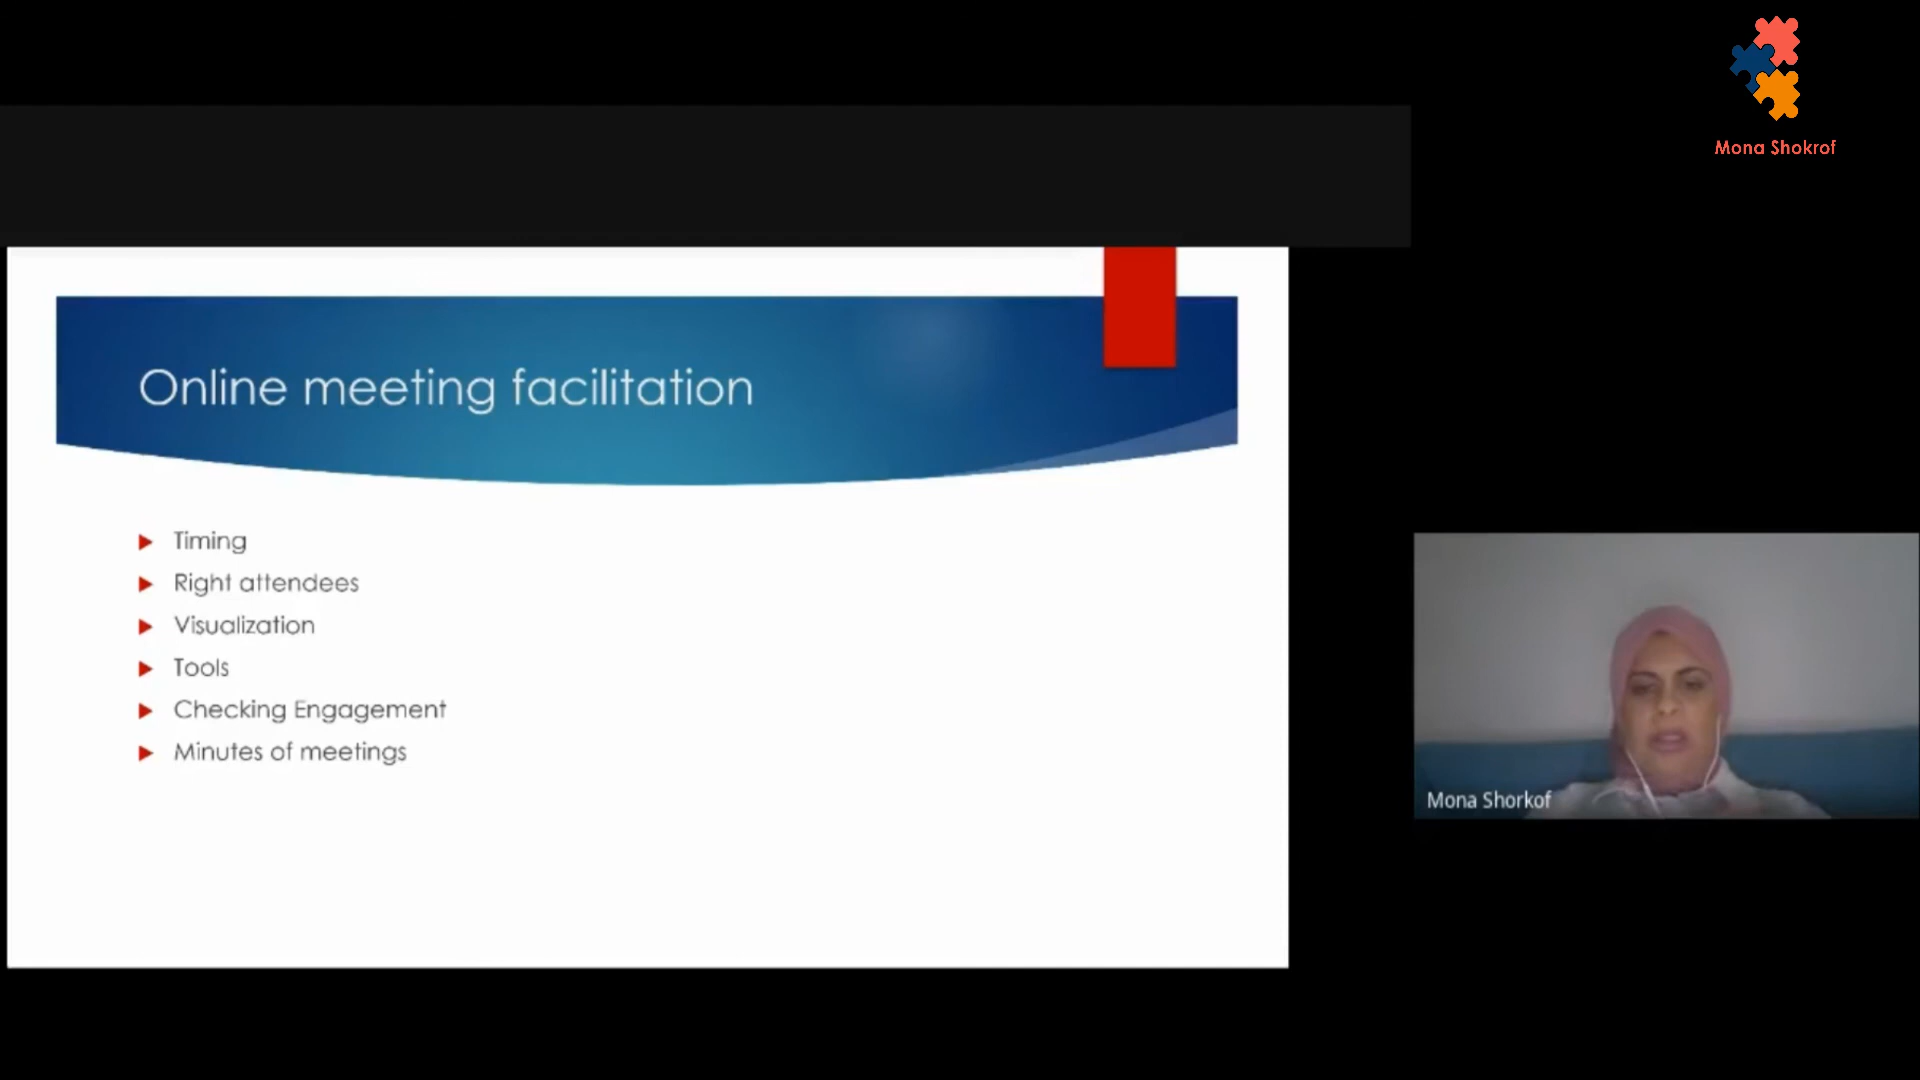 Mona Shokrof
Online meeting facilitation
Timing
Right attendees
Visualization
Tools
Checking Engagement
Minutes of meetings
Mona Shorkof